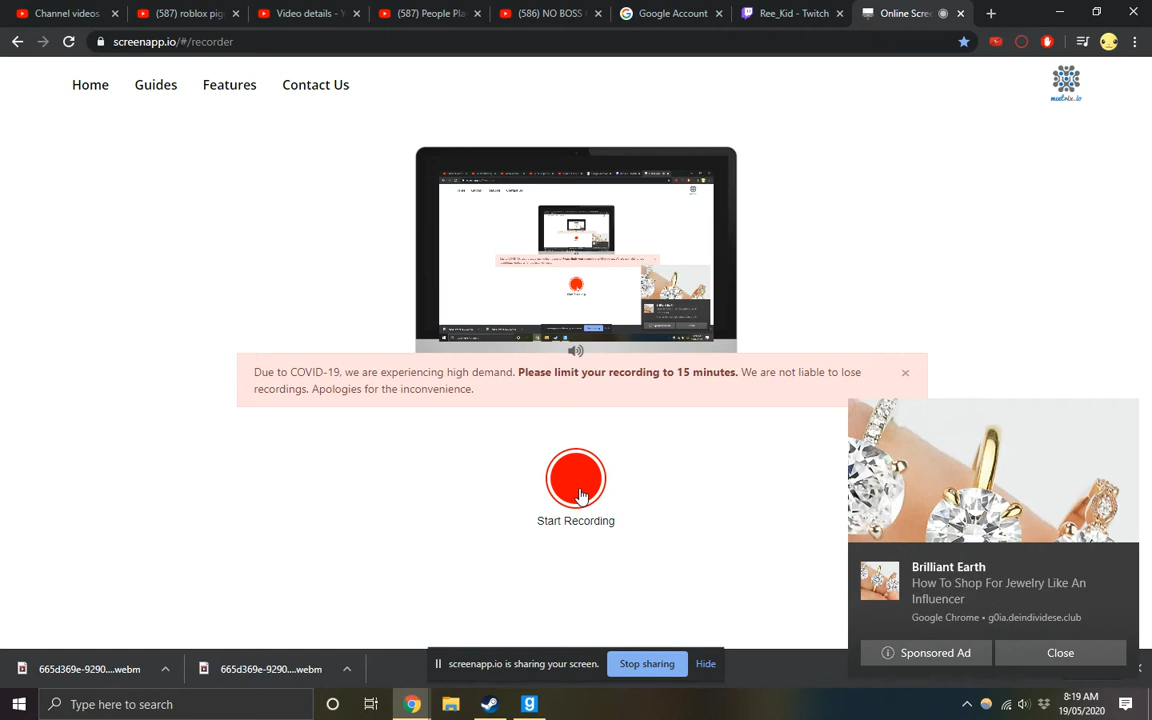 Channel videos
(587) roblox pig
Video details - Y
(587) People Pla
(586) NO BOSS
Google Account
Ree_Kid - Twitch
Online Scre
screenapp.io/#/recorder
Home
Guides
Features
Contact Us
meetrix.io
Due to COVID-19, we are experiencing high demand. Please limit your recording to 15 minutes. We are not liable to lose
recordings. Apologies for the inconvenience.
Start Recording
Brilliant Earth
How To Shop For Jewelry Like An
Influencer
Google Chrome • g0ia.deindividese.club
Sponsored Ad
Close
665d369e-9290....webm
665d369e-9290....webm
screenapp.io is sharing your screen.
Stop sharing
Hide
Type here to search
8:19 AM
19/05/2020